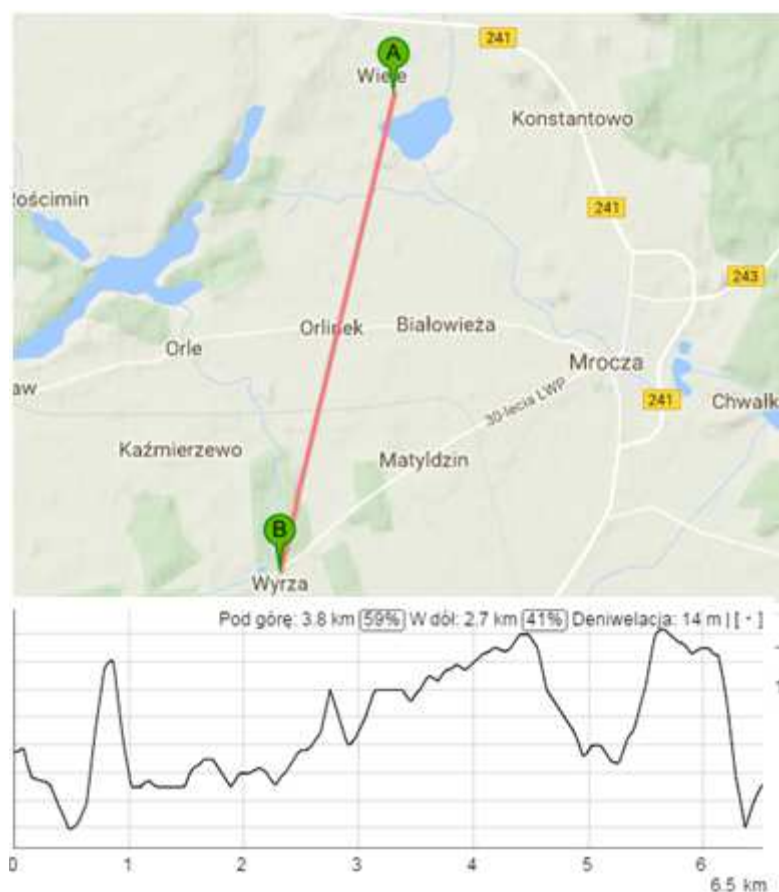 241
A
Wiele
Konstantowo
Rościmin
241
243
Orlinek
Białowieża
Orle
Mrocza
aw
30-lecia LWP
241
Chwałk
Kaźmierzewo
Matyldzin
B
Wyrza
Pod górę: 3.8 km [59%] W dół: 2.7 km [41%] Deniwelacja: 14 m | [ - ]
0 1 2 3 4 5 6
6.5 km